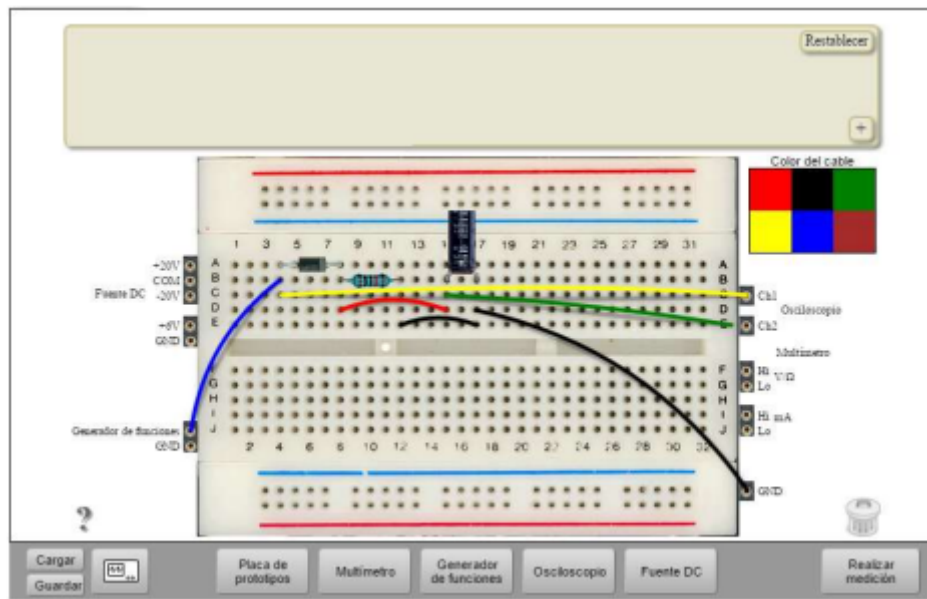 Restablecer
+
Color del cable
1 3 5 7 9 11 13 15 17 19 21 23 25 27 29 31
A A
B B
C C
D D
E E
+20V
COM
Fuente DC -20V
+6V
GND
Ch1
Osciloscopio
Ch2
Multímetro
F F Hi
V/Ω
G G Lo
H H
I I Hi mA
J J Lo
Generador de funciones
GND
2 4 6 8 10 12 14 16 18 20 22 24 26 28 30 32
GND
?
Cargar
Guardar
Placa de prototipos
Multímetro
Generador de funciones
Osciloscopio
Fuente DC
Realizar medición